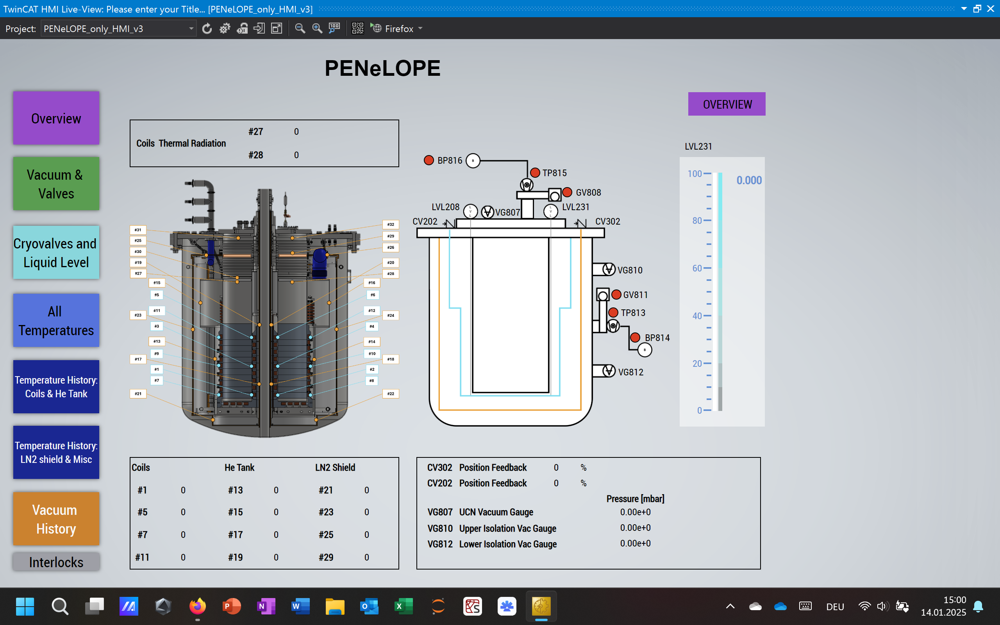 TwinCAT HMI Live-View: Please enter your Title... [PENeLOPE_only_HMI_v3]
Project: PENeLOPE_only_HMI_v3
100
Firefox
PENeLOPE
Overview
Vacuum &
Valves
Cryovalves and
Liquid Level
All
Temperatures
Temperature History:
Coils & He Tank
Temperature History:
LN2 shield & Misc
Vacuum
History
Interlocks
OVERVIEW
Coils Thermal Radiation
#27 0
#28 0
#31
#25
#30
#19
#27
#15
#5
#11
#23
#3
#13
#9
#17
#1
#7
#21
#32
#29
#26
#20
#28
#16
#6
#12
#24
#4
#14
#10
#18
#2
#8
#22
BP816 B
TP815
GV808
LVL208 LVL
VG807
LVL LVL231
CV202
CV302
VG810
GV811
TP813
BP814
B
VG812
LVL231
0.000
100
80
60
40
20
0
Coils He Tank LN2 Shield
#1 0 #13 0 #21 0
#5 0 #15 0 #23 0
#7 0 #17 0 #25 0
#11 0 #19 0 #29 0
CV302 Position Feedback 0 %
CV202 Position Feedback 0 %
Pressure [mbar]
VG807 UCN Vacuum Gauge 0.00e+0
VG810 Upper Isolation Vac Gauge 0.00e+0
VG812 Lower Isolation Vac Gauge 0.00e+0
P
N
W
O
X
S
DEU
15:00
14.01.2025